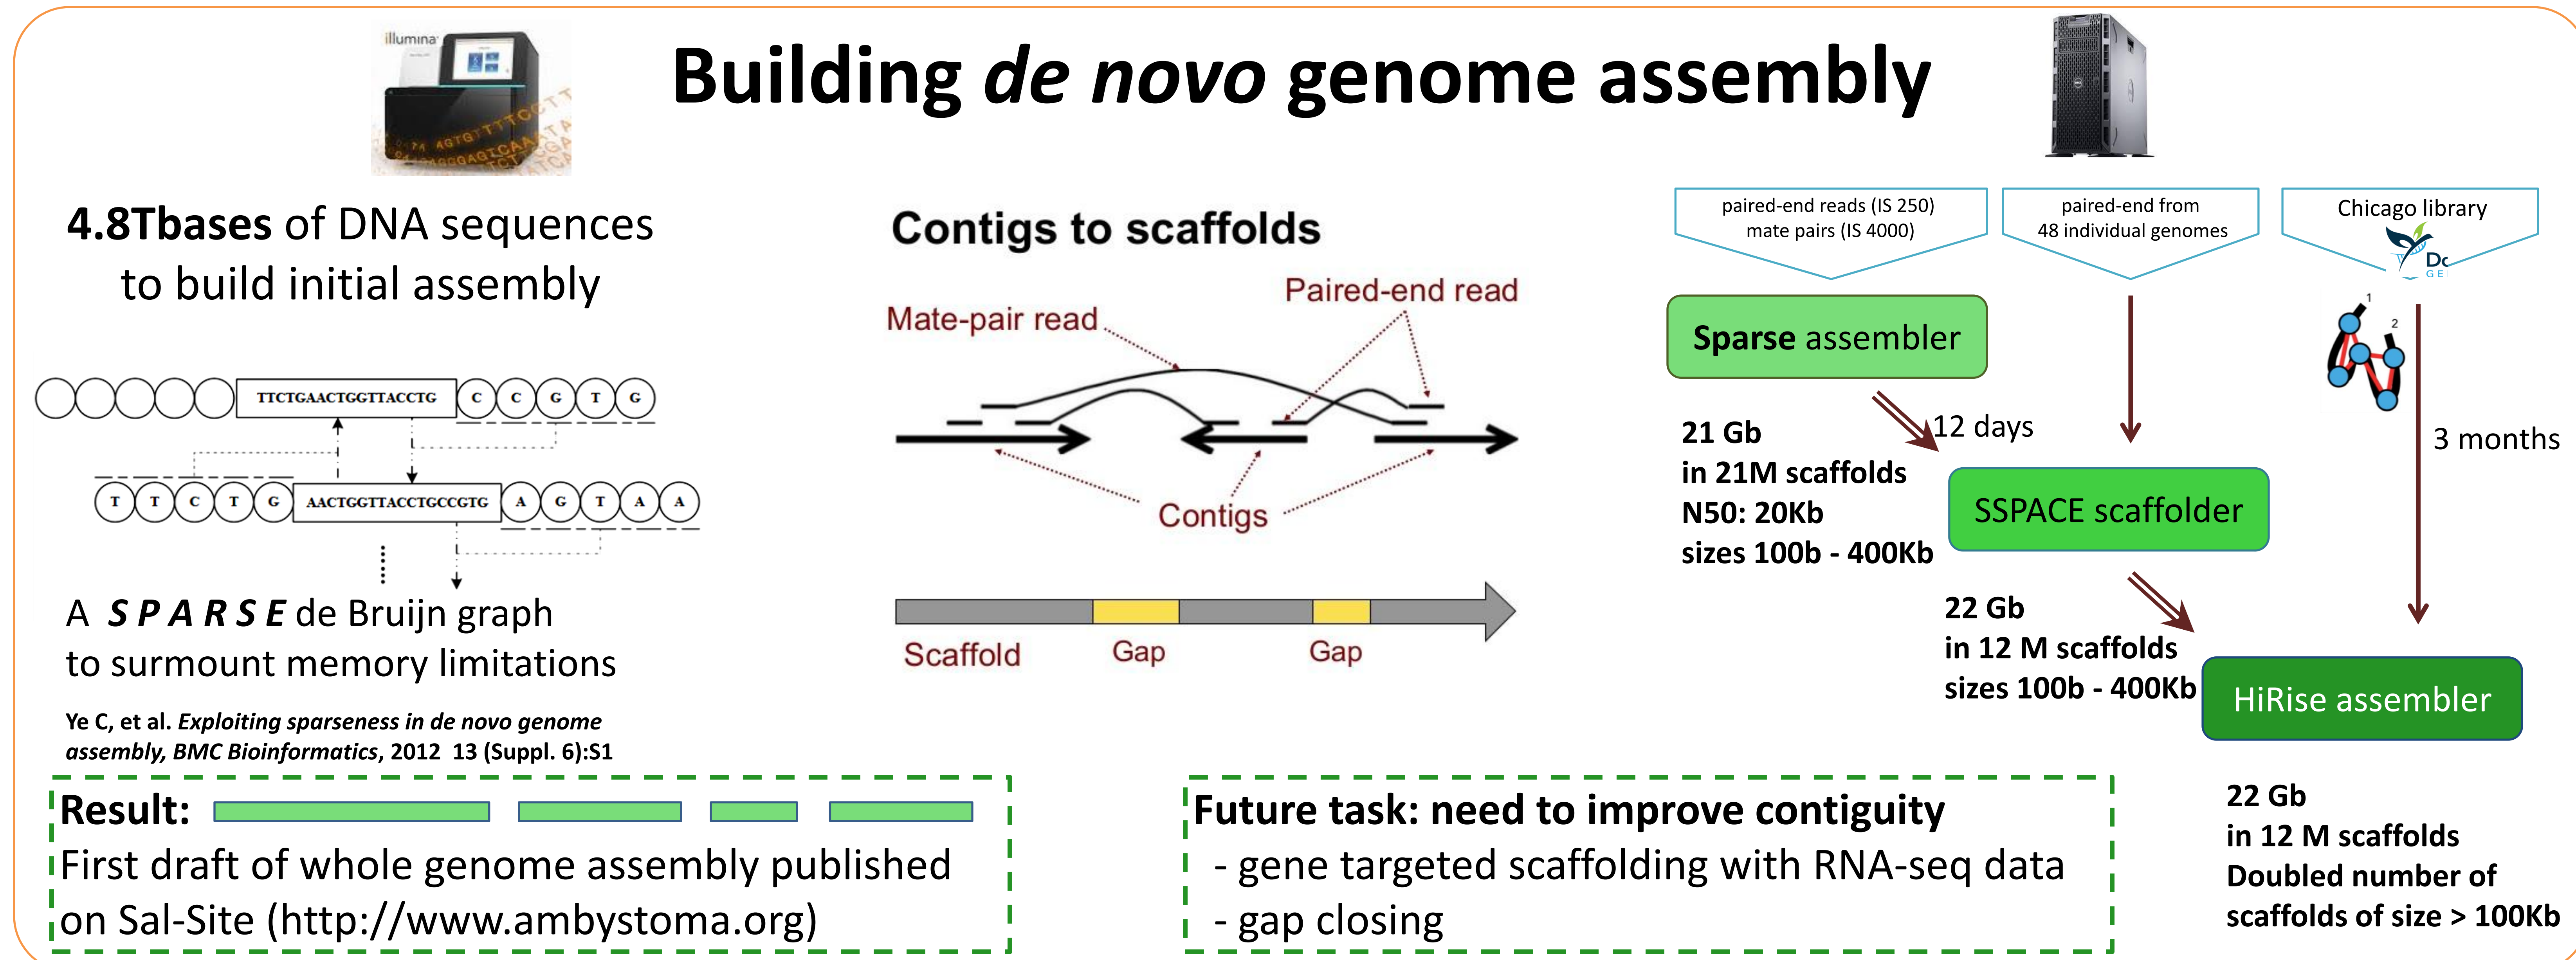 illumina
Building de novo genome assembly
4.8Tbases of DNA sequences
to build initial assembly
TTCTGAACTGGTTACCTG C C G T G
T T C T G AACTGGTTACCTGCCGTG A G T A A
A S P A R S E de Bruijn graph
to surmount memory limitations
Ye C, et al. Exploiting sparseness in de novo genome
assembly, BMC Bioinformatics, 2012 13 (Suppl. 6):S1
Contigs to scaffolds
Paired-end read
Mate-pair read
Contigs
Scaffold
Gap
Gap
paired-end reads (IS 250)
mate pairs (IS 4000)
paired-end from
48 individual genomes
Chicago library
GE
Sparse assembler
1
2
12 days
3 months
21 Gb
in 21M scaffolds
N50: 20Kb
sizes 100b - 400Kb
SSPACE scaffolder
22 Gb
in 12 M scaffolds
sizes 100b - 400Kb
HiRise assembler
22 Gb
in 12 M scaffolds
Doubled number of
scaffolds of size > 100Kb
Result:
First draft of whole genome assembly published
on Sal-Site (http://www.ambystoma.org)
Future task: need to improve contiguity
- gene targeted scaffolding with RNA-seq data
- gap closing